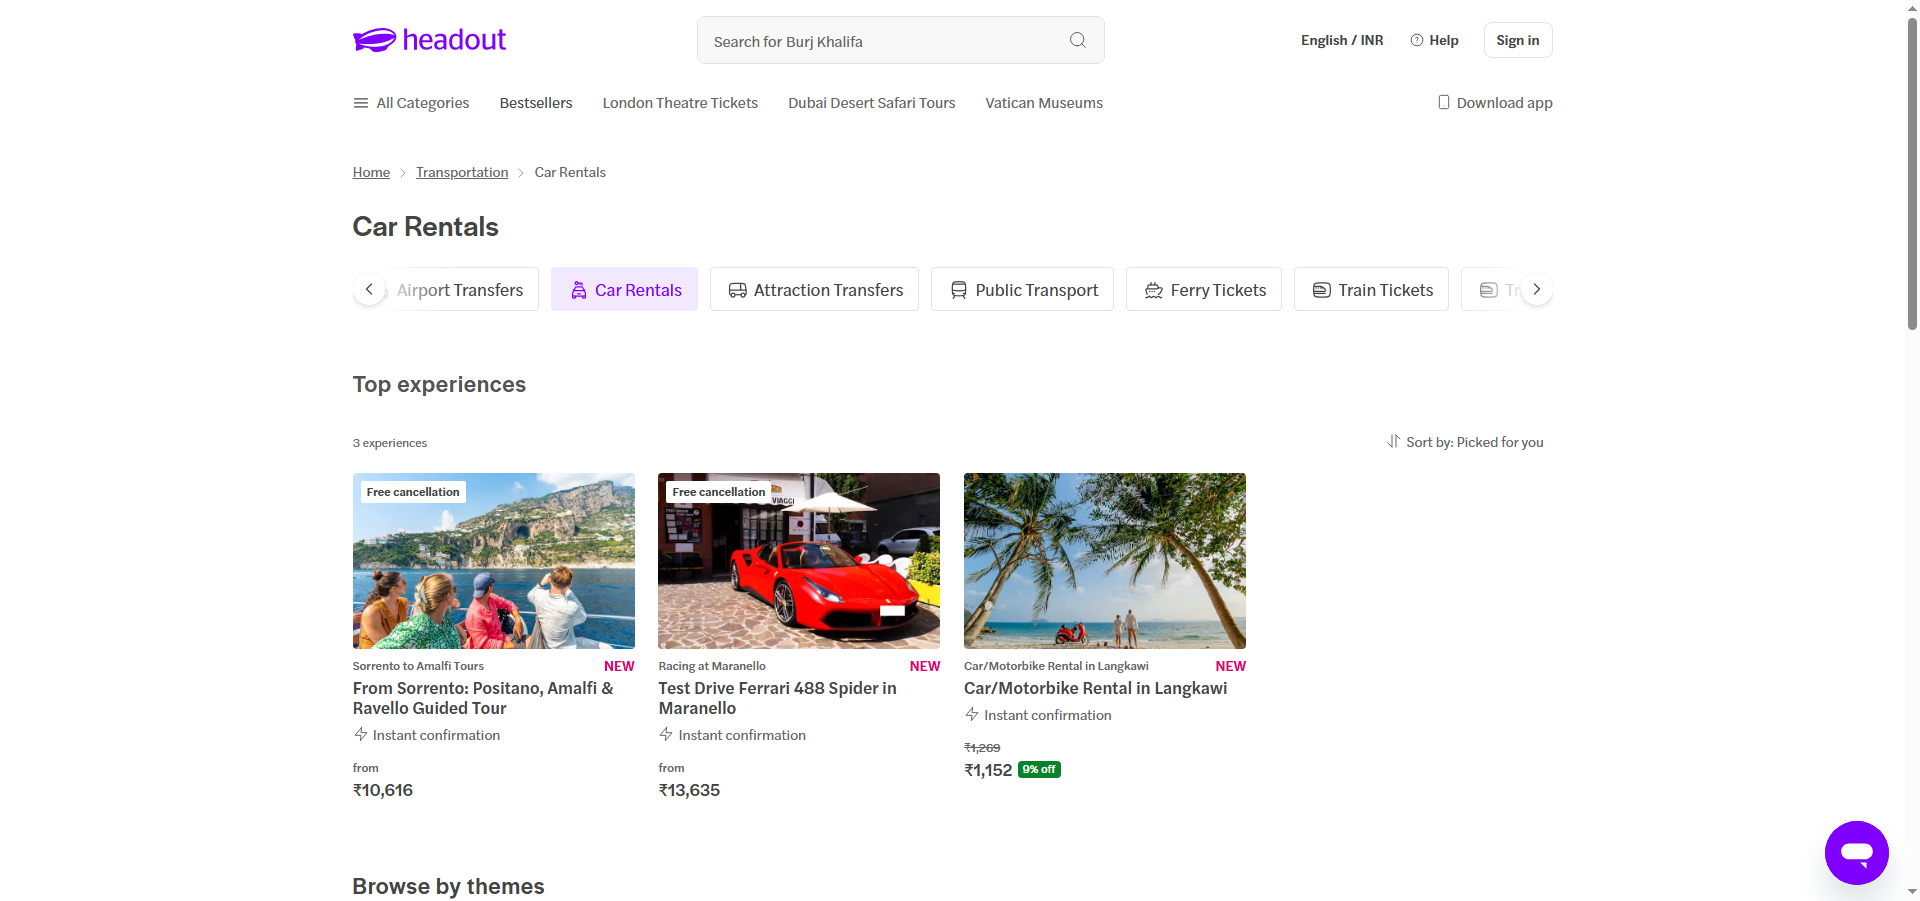 headout
Search for Burj Khalifa
English / INR
Help
Sign in
All Categories
Bestsellers
London Theatre Tickets
Dubai Desert Safari Tours
Vatican Museums
Download app
Home
Transportation
Car Rentals
Car Rentals
Airport Transfers
Car Rentals
Attraction Transfers
Public Transport
Ferry Tickets
Train Tickets
Top experiences
3 experiences
Sort by: Picked for you
Free cancellation
Sorrento to Amalfi Tours
NEW
From Sorrento: Positano, Amalfi &
Ravello Guided Tour
Instant confirmation
from
₹10,616
Free cancellation
VIAGGI
Racing at Maranello
NEW
Test Drive Ferrari 488 Spider in
Maranello
Instant confirmation
from
₹13,635
Car/Motorbike Rental in Langkawi
NEW
Car/Motorbike Rental in Langkawi
Instant confirmation
₹1,269
₹1,152
9% off
Browse by themes